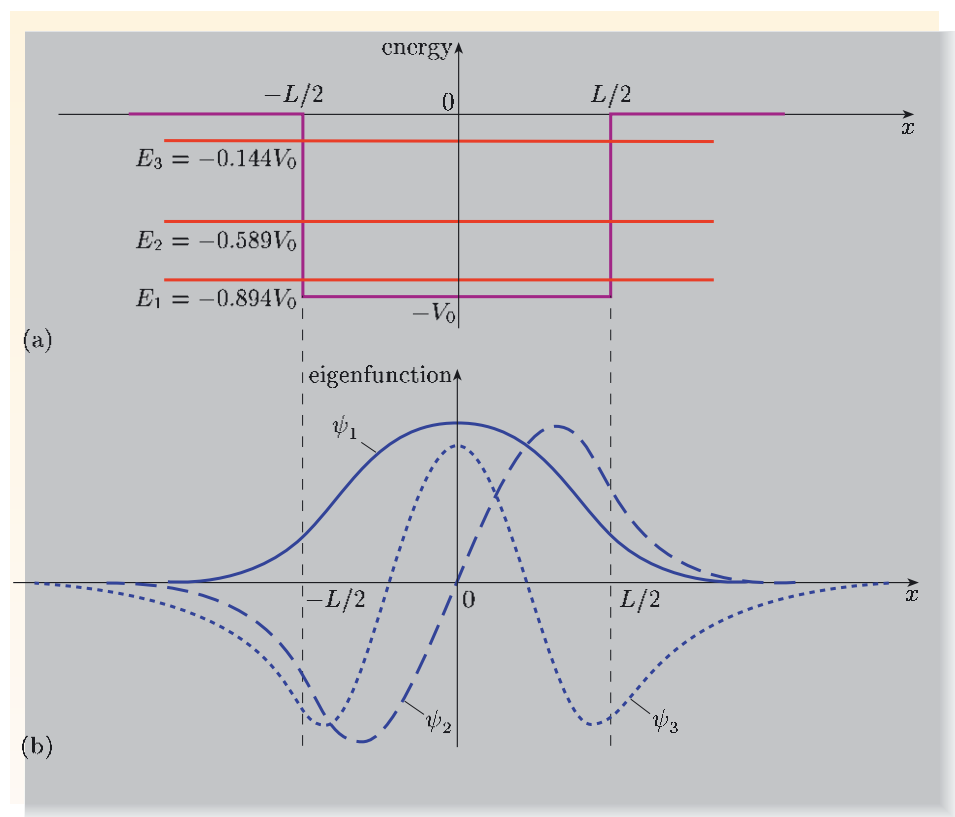 energy
−L/2
0
L/2
x
E₃ = −0.144V₀
E₂ = −0.589V₀
E₁ = −0.894V₀
−V₀
(a)
eigenfunction
ψ₁
−L/2
0
L/2
x
ψ₂
ψ₃
(b)